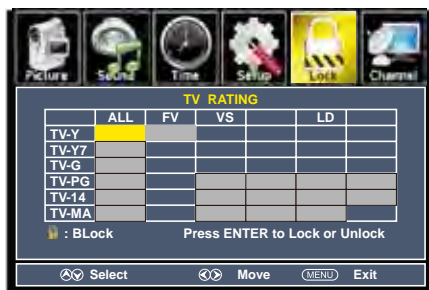 Picture Sound Time Setup Lock Channel
TV RATING
ALL FV VS LD
TV-Y
TV-Y7
TV-G
TV-PG
TV-14
TV-MA
: BLock Press ENTER to Lock or Unlock
Select Move MENU Exit